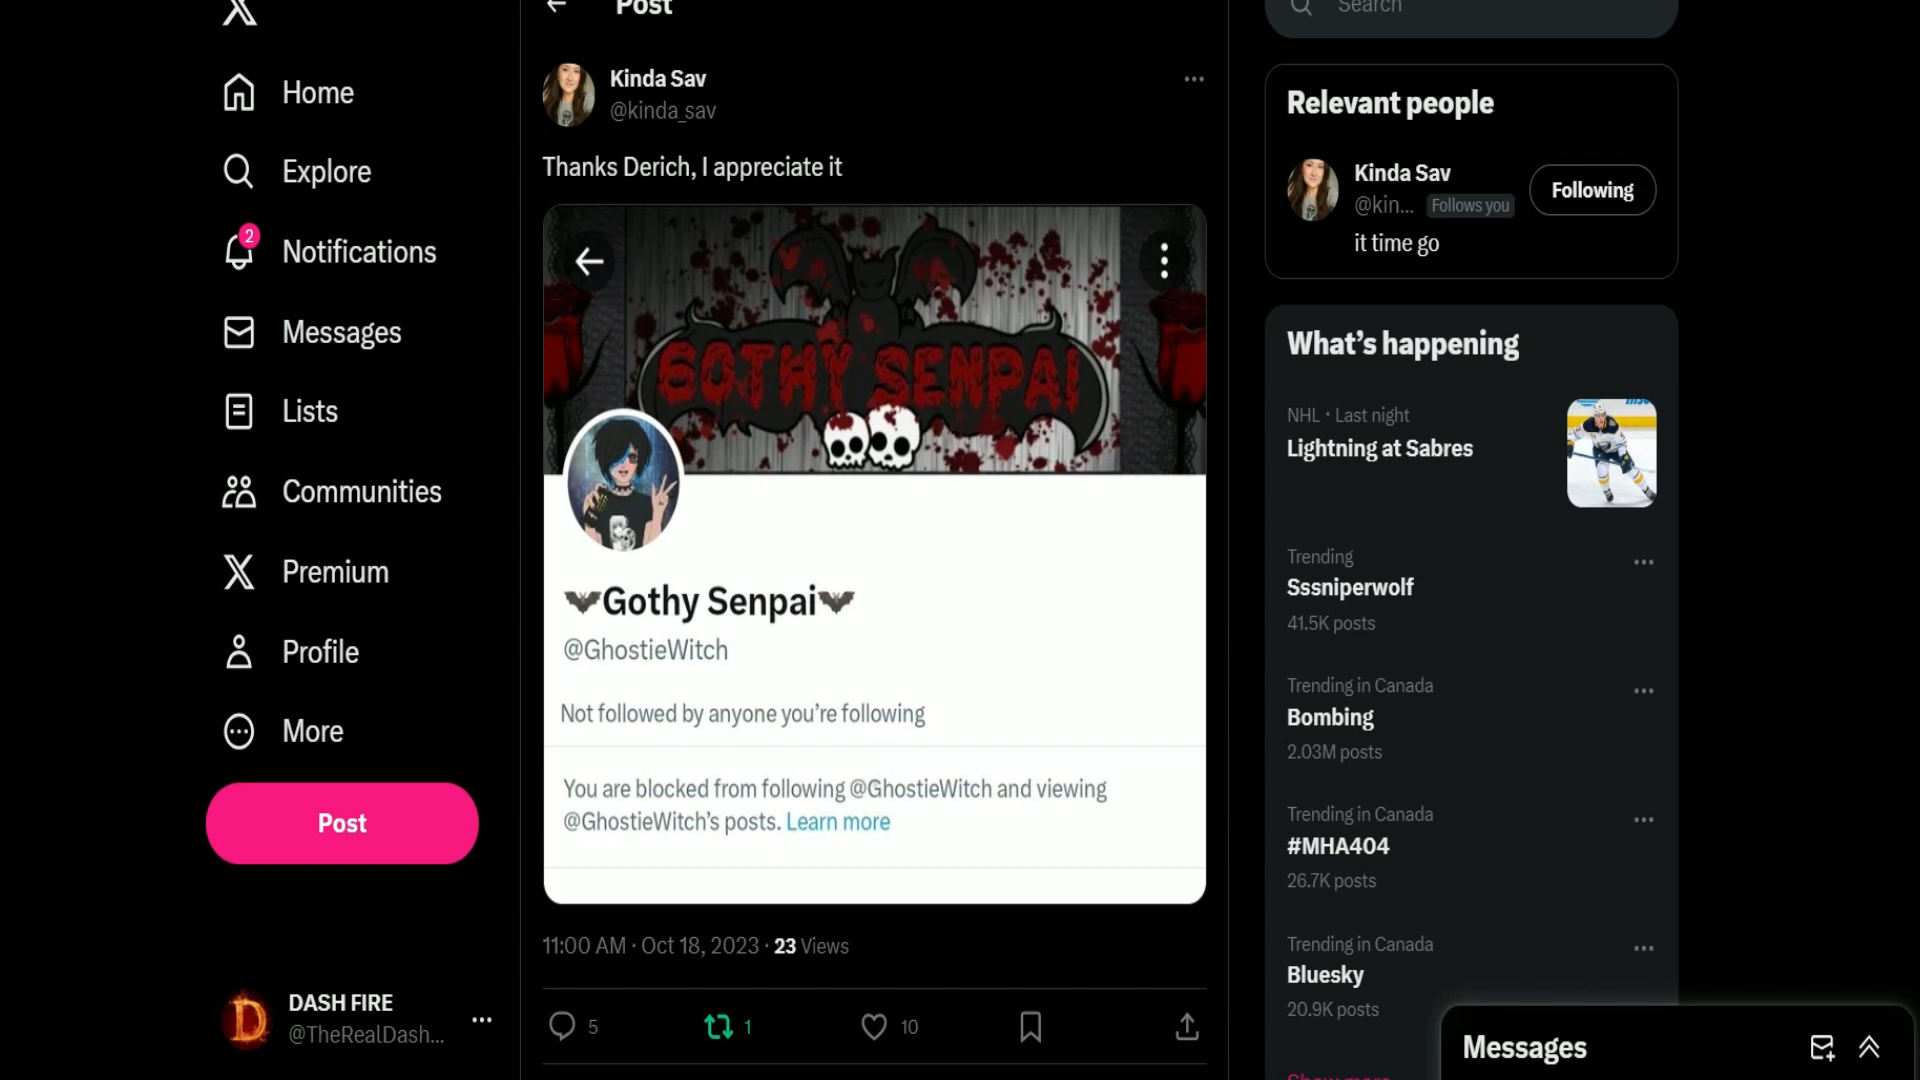 Home
Explore
2
Notifications
Messages
Lists
Communities
Premium
Profile
More
Post
DASH FIRE
@TheRealDash...
Post
Kinda Sav
@kinda_sav
Thanks Derich, I appreciate it
GOTHY SENPAI
Gothy Senpai
@GhostieWitch
Not followed by anyone you're following
You are blocked from following @GhostieWitch and viewing
@GhostieWitch's posts. Learn more
11:00 AM · Oct 18, 2023 · 23 Views
5
1
10
Search
Relevant people
Kinda Sav
@kin... Follows you
Following
it time go
What's happening
NHL · Last night
Lightning at Sabres
Trending
Sssniperwolf
41.5K posts
Trending in Canada
Bombing
2.03M posts
Trending in Canada
#MHA404
26.7K posts
Trending in Canada
Bluesky
20.9K posts
Show more
Messages